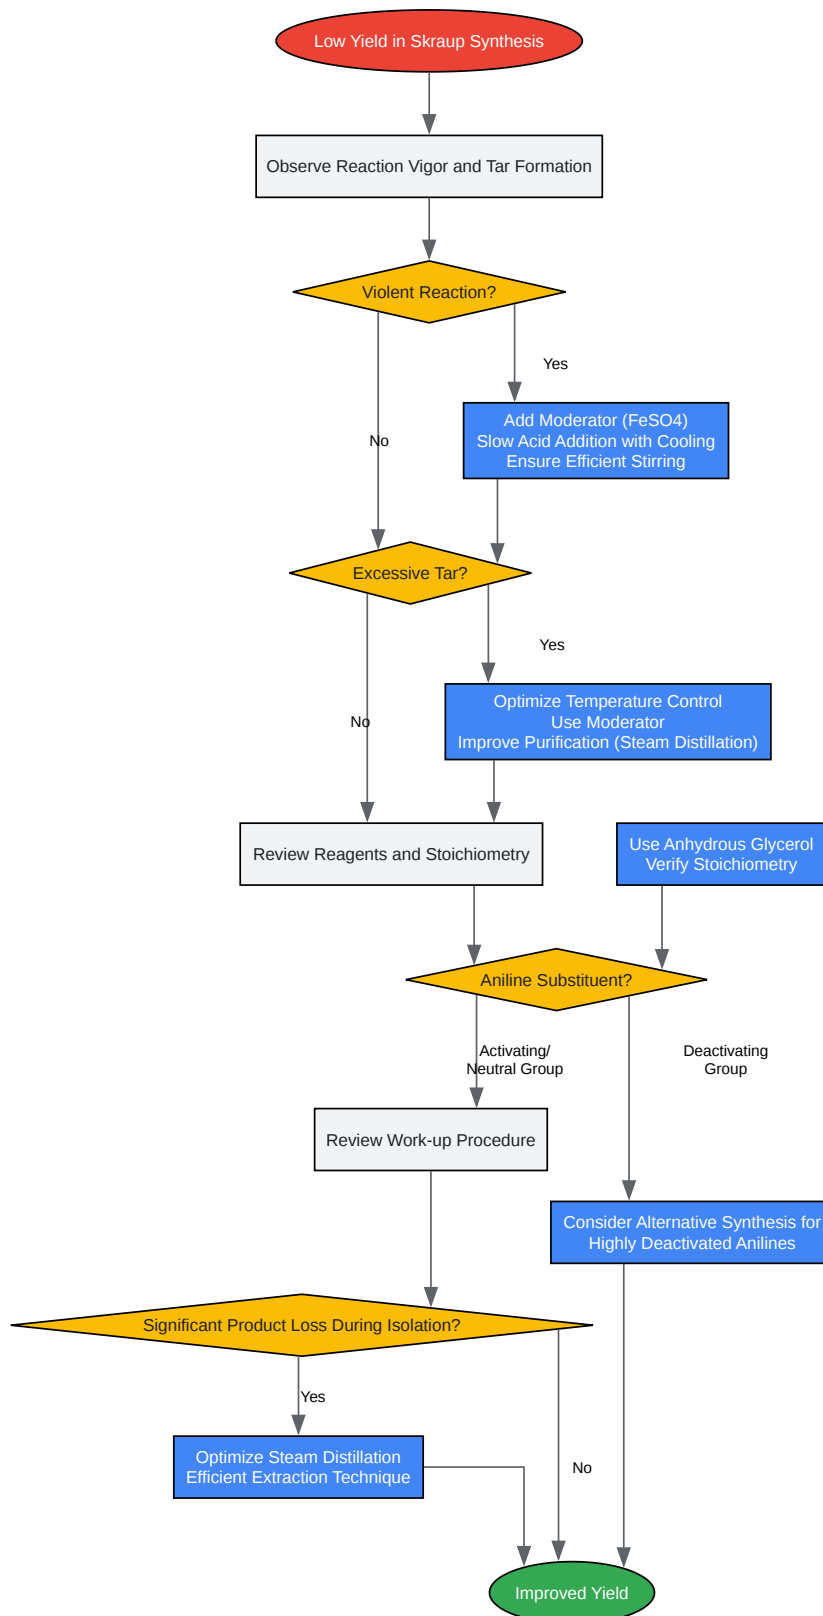 Low Yield in Skraup Synthesis
Observe Reaction Vigor and Tar Formation
Violent Reaction?
Yes
Add Moderator (FeSO4)
Slow Acid Addition with Cooling
Ensure Efficient Stirring
No
Excessive Tar?
Yes
Optimize Temperature Control
Use Moderator
Improve Purification (Steam Distillation)
No
Review Reagents and Stoichiometry
Use Anhydrous Glycerol
Verify Stoichiometry
Aniline Substituent?
Activating/
Neutral Group
Deactivating
Group
Review Work-up Procedure
Consider Alternative Synthesis for
Highly Deactivated Anilines
Significant Product Loss During Isolation?
Yes
Optimize Steam Distillation
Efficient Extraction Technique
No
Improved Yield